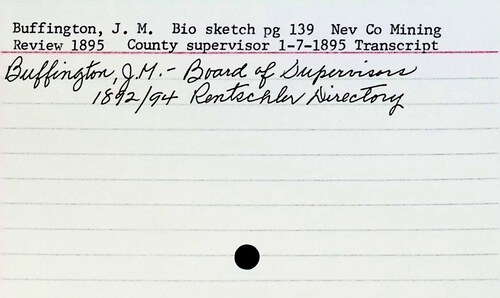 Buffington, J. M. Bio sketch pg 139 Nev Co Mining
Review 1895 County supervisor 1-7-1895 Transcript
Buffington, J.M. - Board of Supervisors
1892/94 Rentschler Directory